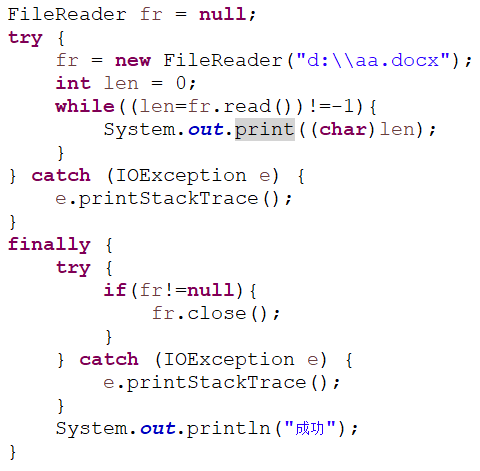 FileReader fr = null;
try {
    fr = new FileReader("d:\\aa.docx");
    int len = 0;
    while((len=fr.read())!=-1){
        System.out.print((char)len);
    }
} catch (IOException e) {
    e.printStackTrace();
}
finally {
    try {
        if(fr!=null){
            fr.close();
        }
    } catch (IOException e) {
        e.printStackTrace();
    }
    System.out.println("成功");
}